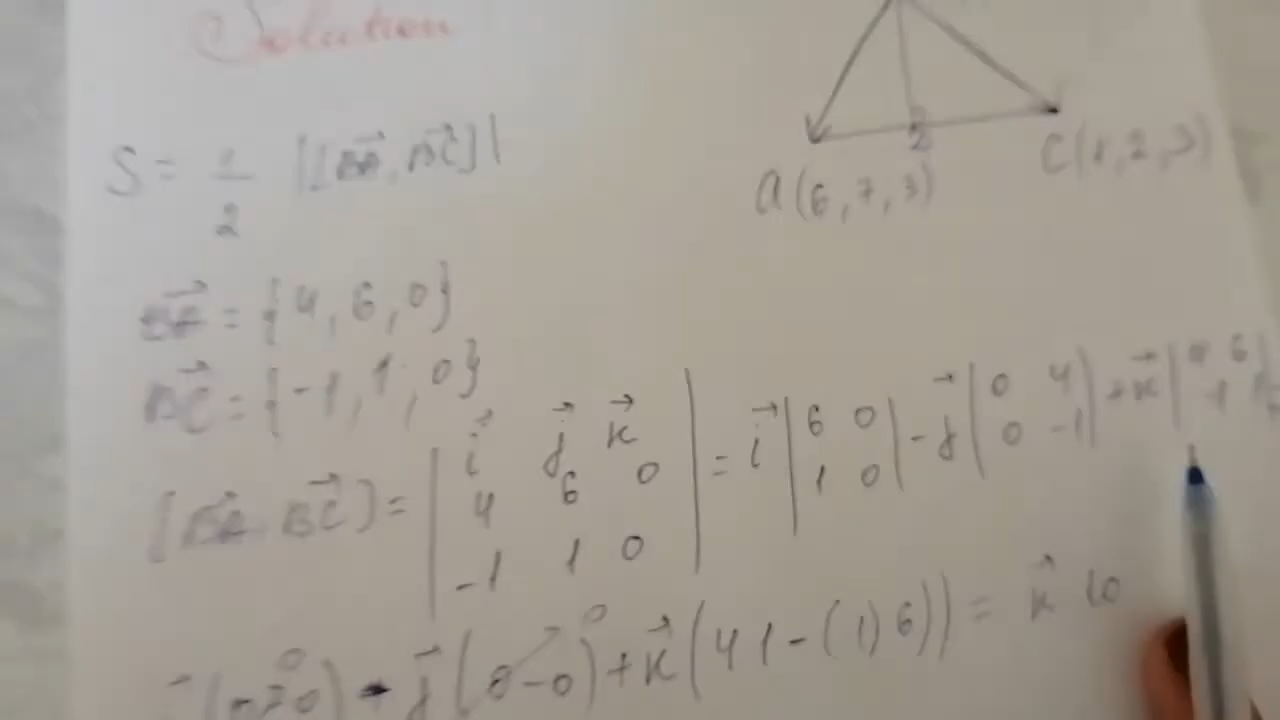 Solution
S = 1/2 |[BA, BC]|
A(6, 7, 3)
C(1, 2, 3)
2
BA = {4, 6, 0}
BC = {-1, 1, 0}
[BA BC] = | i j k | = i | 6 0 | - j | 0 4 | + k | 6 |
| 4 6 0 | | 1 0 | | 0 -1 |
| -1 1 0 |
- j (0-0) 0 + k (4 1 - (1) 6)) = k 10